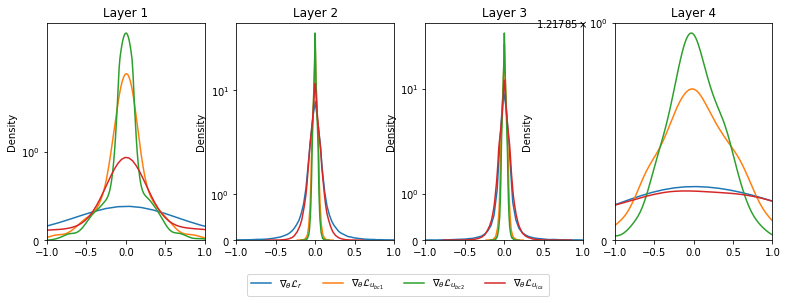 Layer 1 Layer 2 Layer 3 Layer 4
1.21785 × 10⁰
10¹ 10¹
Density Density Density Density
10⁰ 10⁰ 10⁰
0 0 0 0
−1.0 −0.5 0.0 0.5 1.0 −1.0 −0.5 0.0 0.5 1.0 −1.0 −0.5 0.0 0.5 1.0 −1.0 −0.5 0.0 0.5 1.0
∇θℒr ∇θℒu_bc1 ∇θℒu_bc2 ∇θℒu_ics